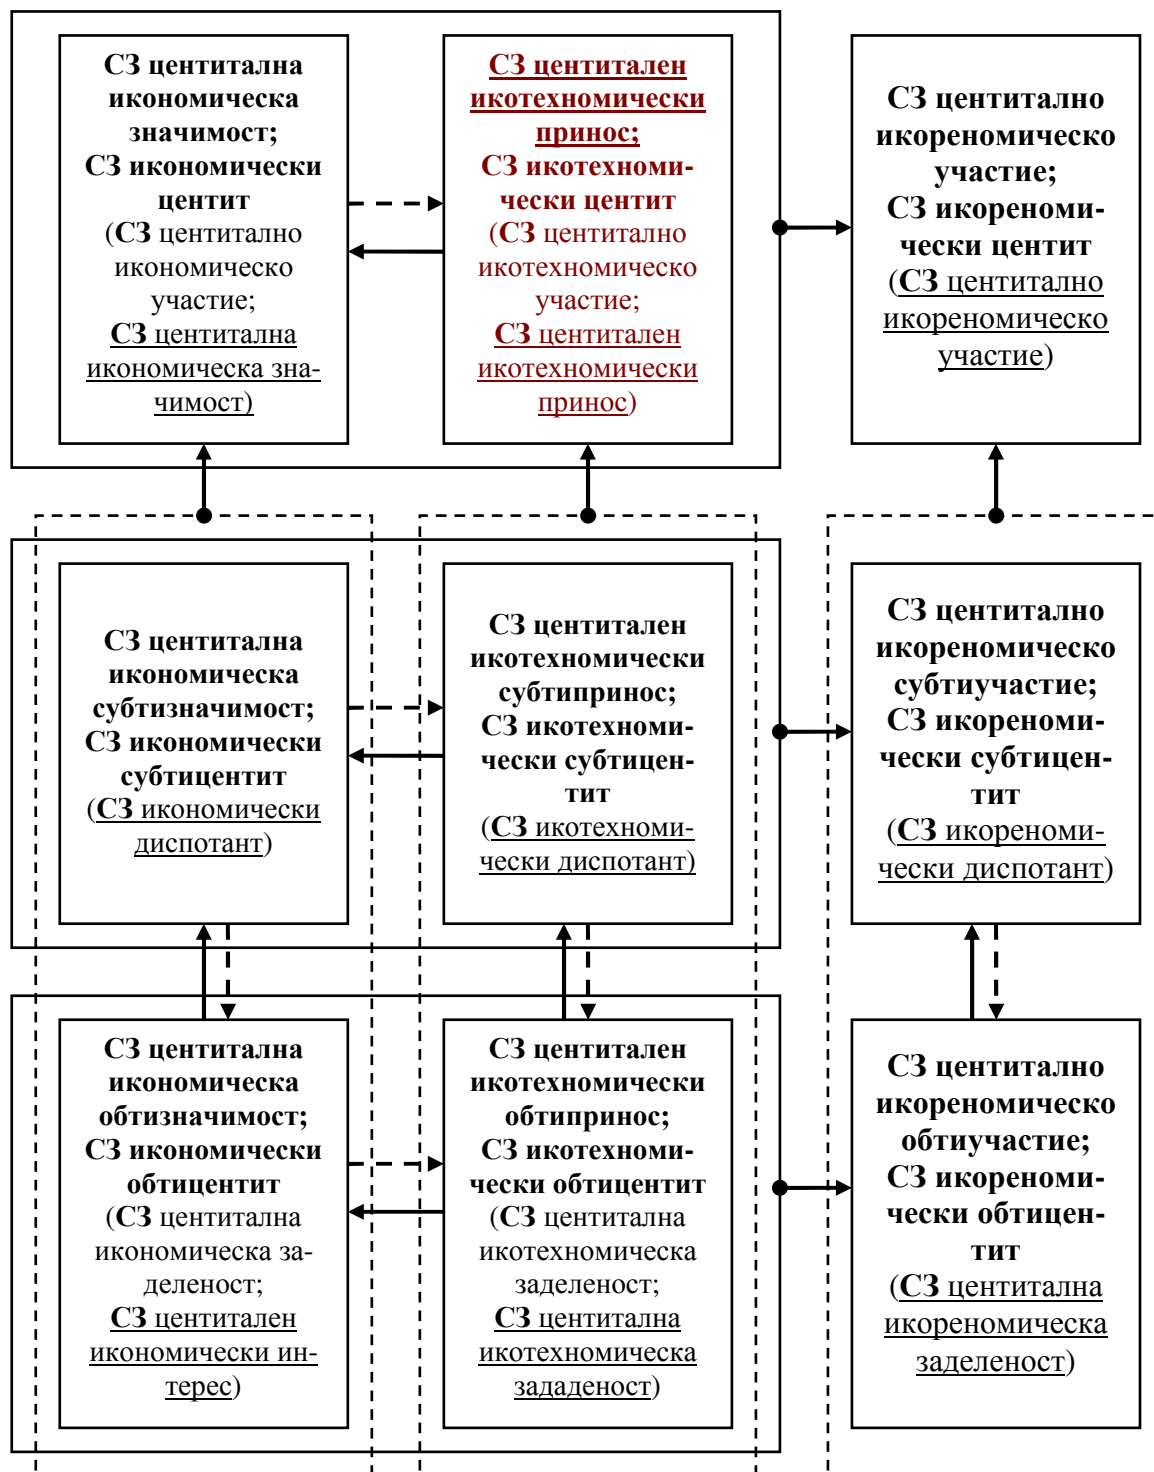 СЗ центитална
икономическа
значимост;
СЗ икономически
центит
(СЗ центитално
икономическо
участие;
СЗ центитална
икономическа зна-
чимост)
СЗ центитален
икотехномически
принос;
СЗ икотехноми-
чески центит
(СЗ центитално
икотехномическо
участие;
СЗ центитален
икотехномически
принос)
СЗ центитално
икореномическо
участие;
СЗ икореноми-
чески центит
(СЗ центитално
икореномическо
участие)
СЗ центитална
икономическа
субтизначимост;
СЗ икономически
субтицентит
(СЗ икономически
диспотант)
СЗ центитален
икотехномически
субтипринос;
СЗ икотехноми-
чески субтицен-
тит
(СЗ икотехноми-
чески диспотант)
СЗ центитално
икореномическо
субтиучастие;
СЗ икореноми-
чески субтицен-
тит
(СЗ икореноми-
чески диспотант)
СЗ центитална
икономическа
обтизначимост;
СЗ икономически
обтицентит
(СЗ центитална
икономическа за-
деленост;
СЗ центитален
икономически ин-
терес)
СЗ центитален
икотехномически
обтипринос;
СЗ икотехноми-
чески обтицентит
(СЗ центитална
икотехномическа
заделеност;
СЗ центитална
икотехномическа
зададеност)
СЗ центитално
икореномическо
обтиучастие;
СЗ икореноми-
чески обтицен-
тит
(СЗ центитална
икореномическа
заделеност)